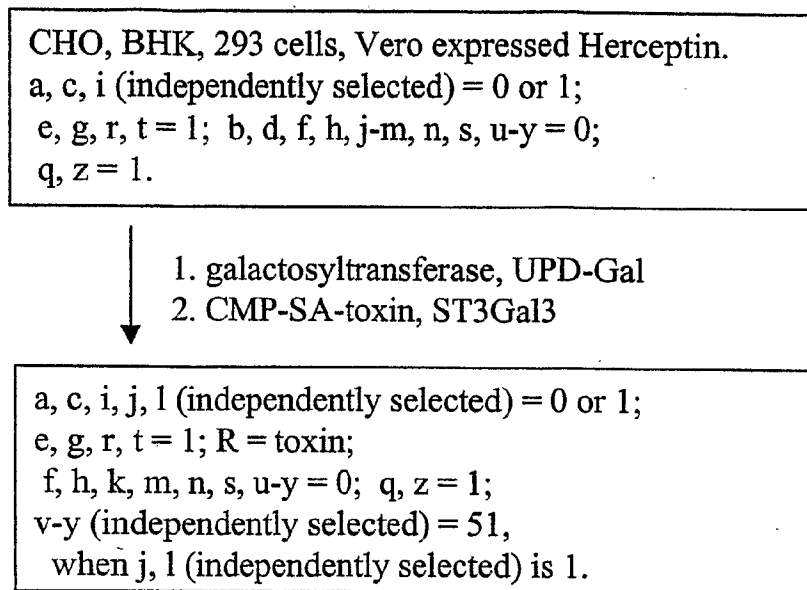 CHO, BHK, 293 cells, Vero expressed Herceptin.
a, c, i (independently selected) = 0 or 1;
e, g, r, t = 1; b, d, f, h, j-m, n, s, u-y = 0;
q, z = 1.
1. galactosyltransferase, UPD-Gal
2. CMP-SA-toxin, ST3Gal3
a, c, i, j, l (independently selected) = 0 or 1;
e, g, r, t = 1; R = toxin;
f, h, k, m, n, s, u-y = 0; q, z = 1;
v-y (independently selected) = 51,
when j, l (independently selected) is 1.